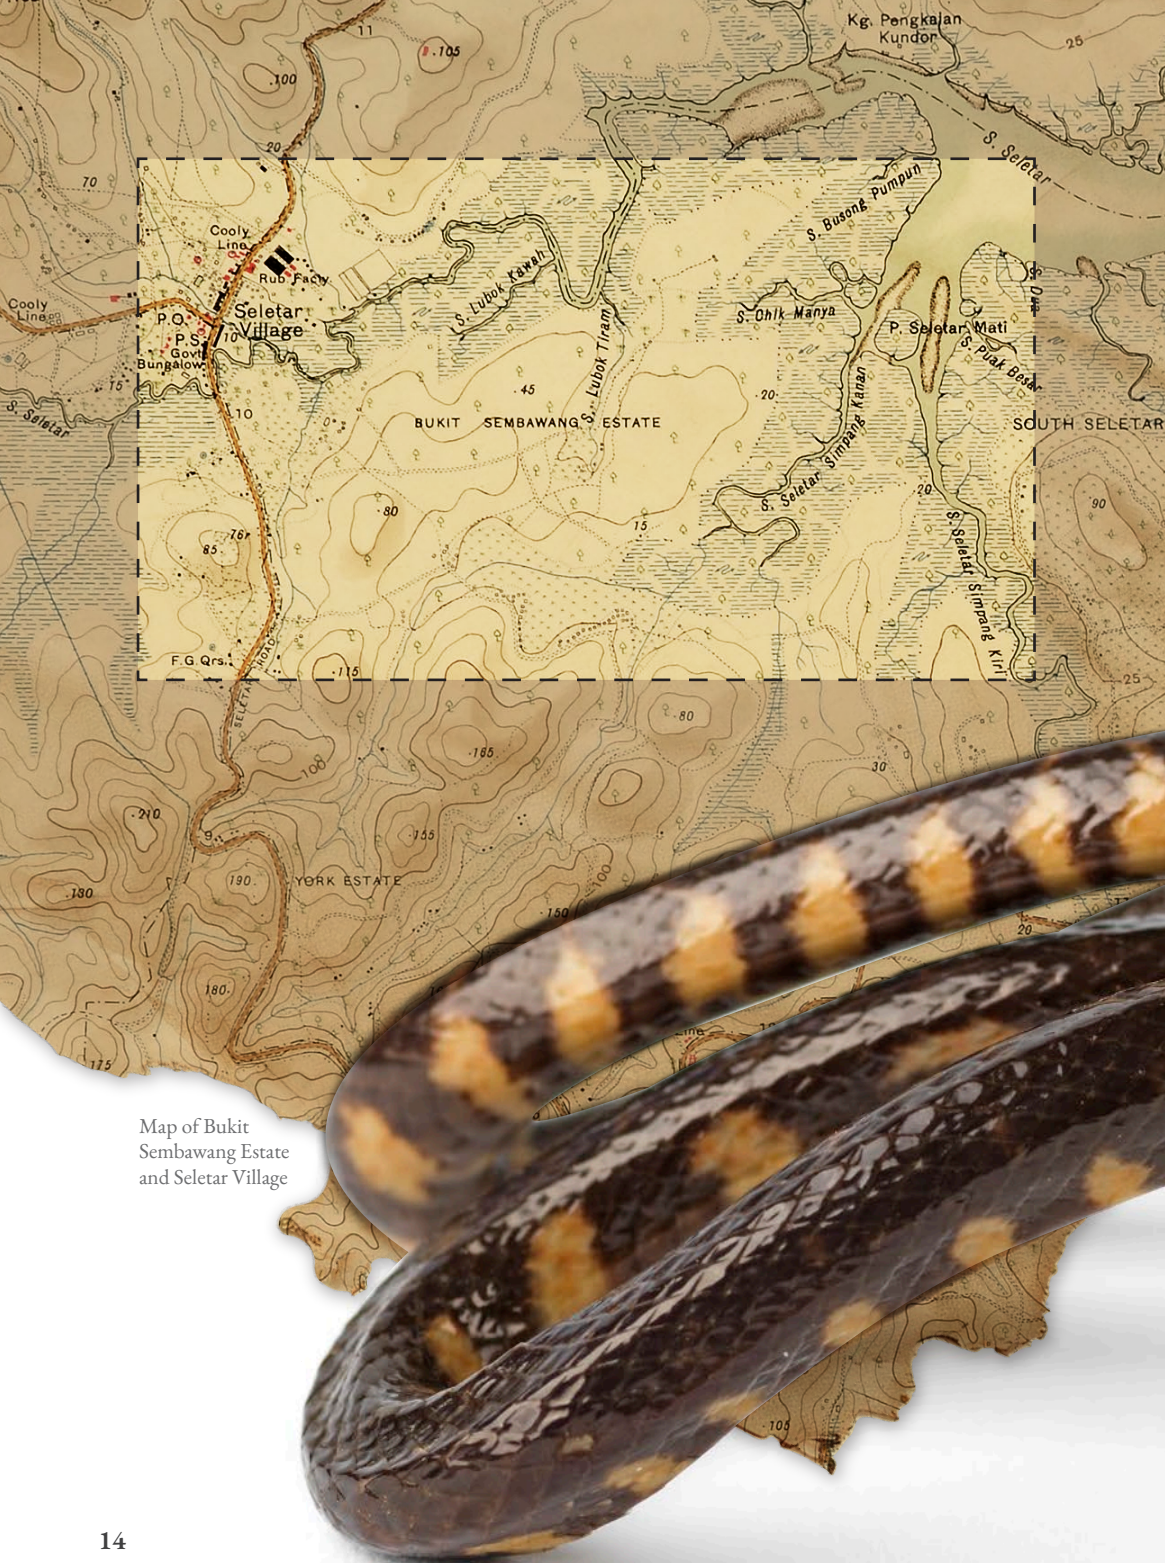 Kg. Pengkalan
Kundor
11
.105
25
.100
20
S. Seletar
70
S. Busong Pumpun
Cooly
Line
Rub. Facty
S. Lubok Kawah
Cooly
Line
P.O.
Seletar
Village
S. Chik Manya
P. Seletar Mati
P.S.
10
Govt
Bungalow
S. Puak Besar
15
S. Lubok Tiram
.45
.20
S. Seletar
10
BUKIT SEMBAWANG ESTATE
S. Seletar Simpang Kanan
SOUTH SELETAR
20
.80
90
15
76
85
S. Seletar Simpang Kiri
F.G.Qrs.
.115
SELETAR ROAD
25
80
.165
100
30
.210
9
.155
.130
190.
YORK ESTATE
100
.150
20
180.
175
Line
Map of Bukit
Sembawang Estate
and Seletar Village
.105
14